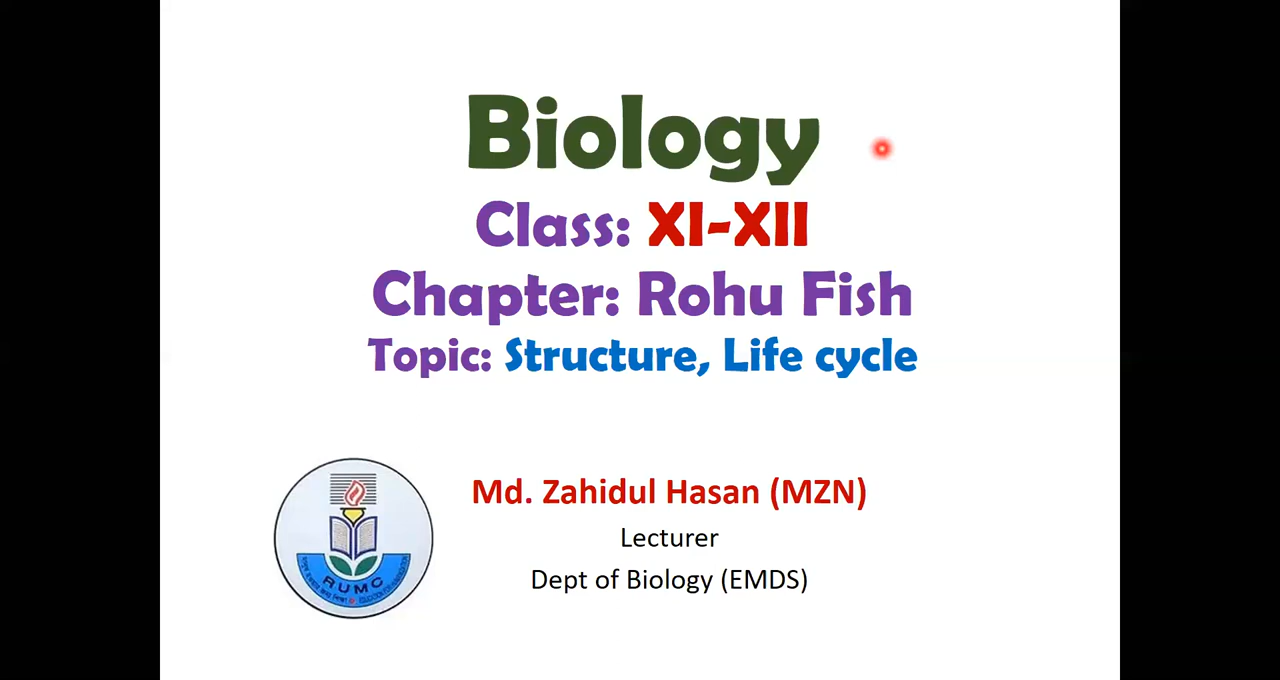 Biology
Class: XI-XII
Chapter: Rohu Fish
Topic: Structure, Life cycle
Md. Zahidul Hasan (MZN)
Lecturer
Dept of Biology (EMDS)
RUMC